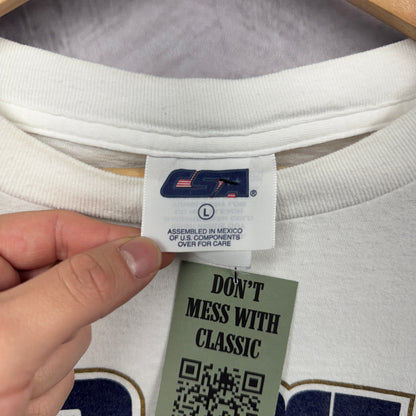 CSA®
L
ASSEMBLED IN MEXICO
OF U.S. COMPONENTS
OVER FOR CARE
DON'T
MESS WITH
CLASSIC